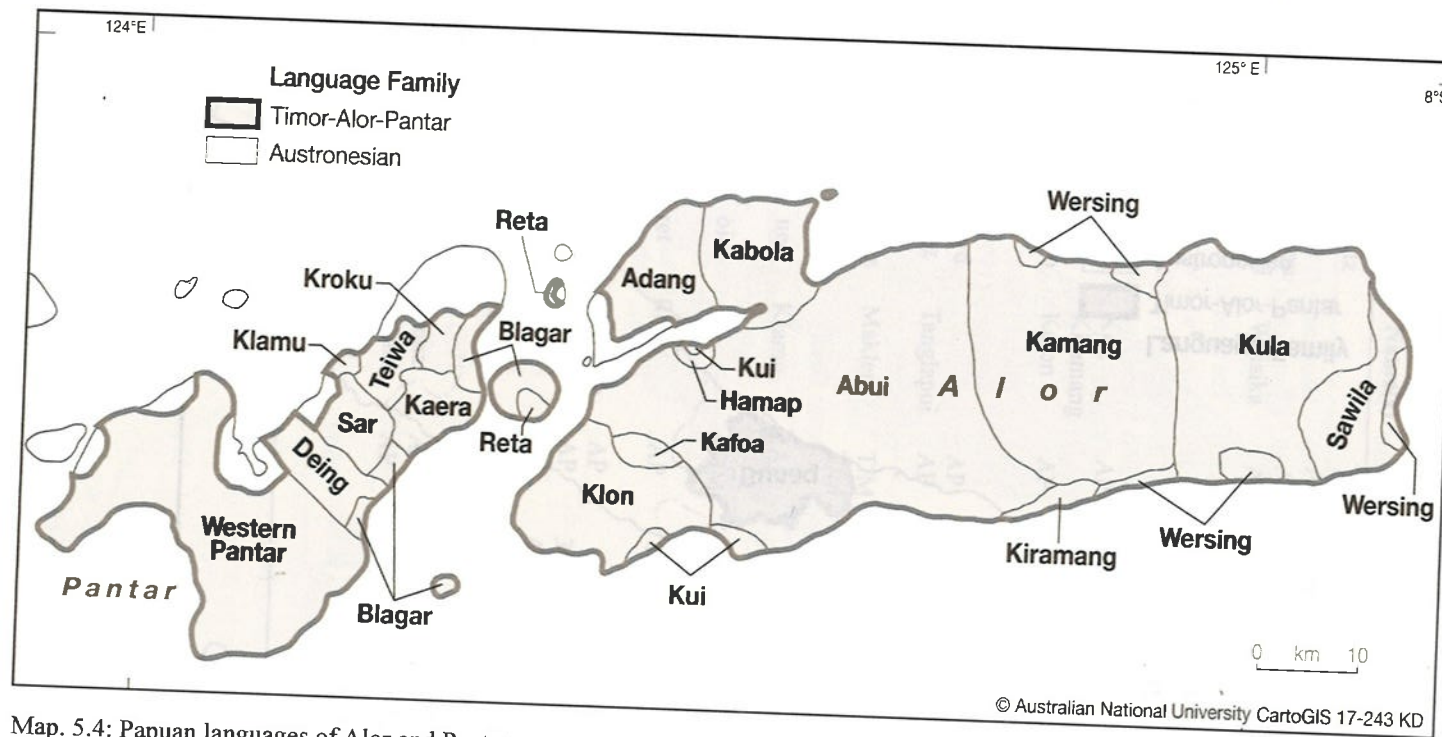 124°E
125° E
8°S
Language Family
Timor-Alor-Pantar
Austronesian
Wersing
Reta
Kabola
Adang
Kroku
Blagar
Klamu
Teiwa
Kui
Kamang
Kula
Abui
Alor
Hamap
Sawila
Sar
Kaera
Reta
Kafoa
Deing
Klon
Wersing
Western
Pantar
Wersing
Kiramang
Pantar
Blagar
Kui
0 km 10
© Australian National University CartoGIS 17-243 KD
Map. 5.4: Papuan languages of Alor and